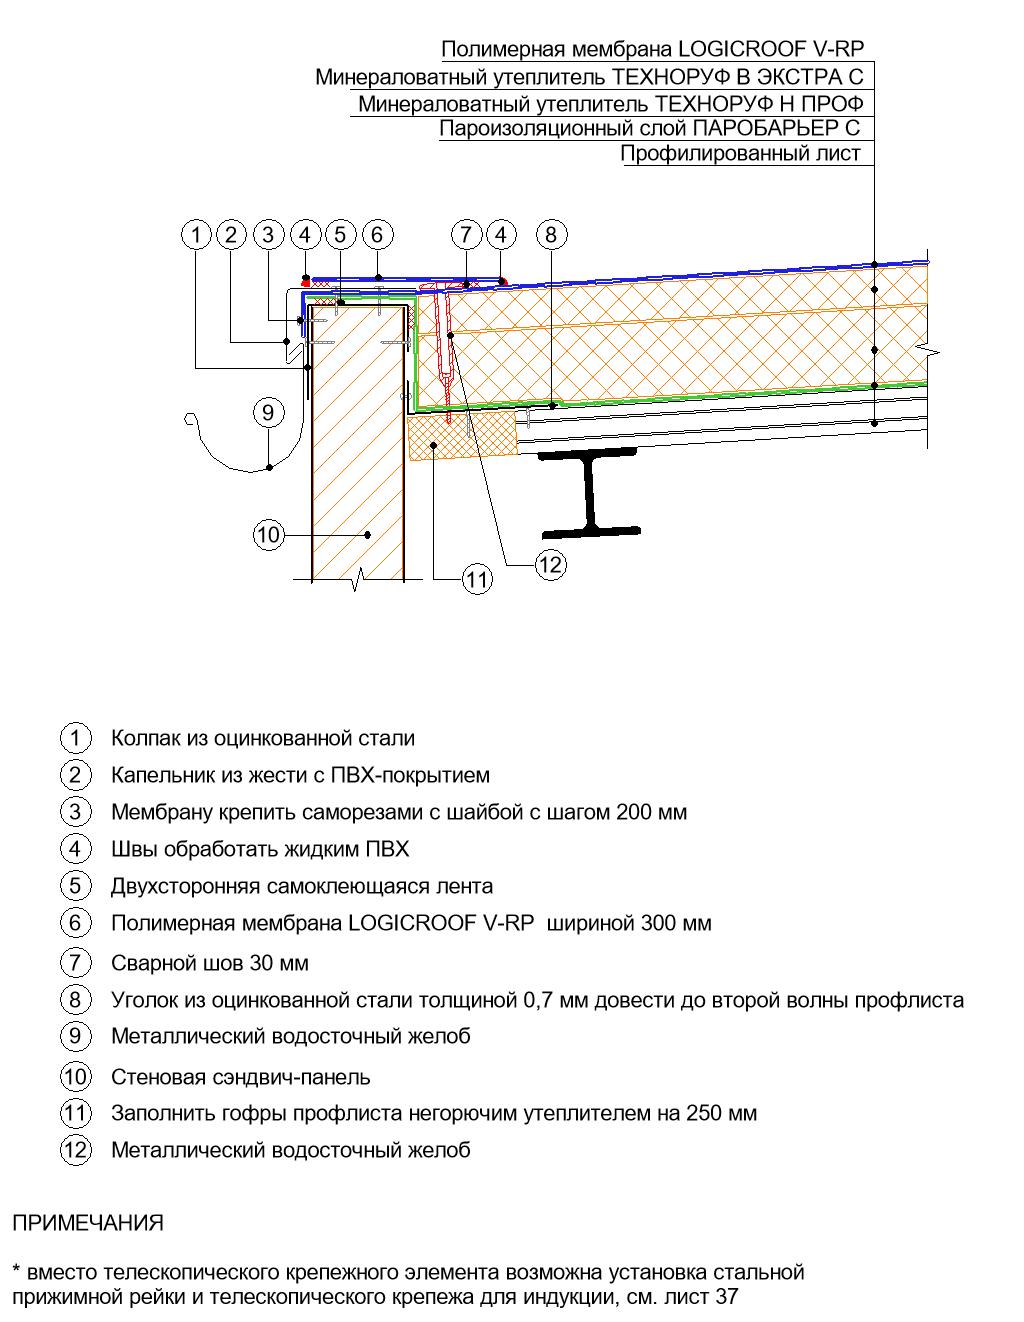 Полимерная мембрана LOGICROOF V-RP
Минераловатный утеплитель ТЕХНОРУФ В ЭКСТРА С
Минераловатный утеплитель ТЕХНОРУФ Н ПРОФ
Пароизоляционный слой ПАРОБАРЬЕР С
Профилированный лист
1 2 3 4 5 6 7 4 8
9
10
11
12
1 Колпак из оцинкованной стали
2 Капельник из жести с ПВХ-покрытием
3 Мембрану крепить саморезами с шайбой с шагом 200 мм
4 Швы обработать жидким ПВХ
5 Двухсторонняя самоклеющаяся лента
6 Полимерная мембрана LOGICROOF V-RP шириной 300 мм
7 Сварной шов 30 мм
8 Уголок из оцинкованной стали толщиной 0,7 мм довести до второй волны профлиста
9 Металлический водосточный желоб
10 Стеновая сэндвич-панель
11 Заполнить гофры профлиста негорючим утеплителем на 250 мм
12 Металлический водосточный желоб
ПРИМЕЧАНИЯ
* вместо телескопического крепежного элемента возможна установка стальной
прижимной рейки и телескопического крепежа для индукции, см. лист 37